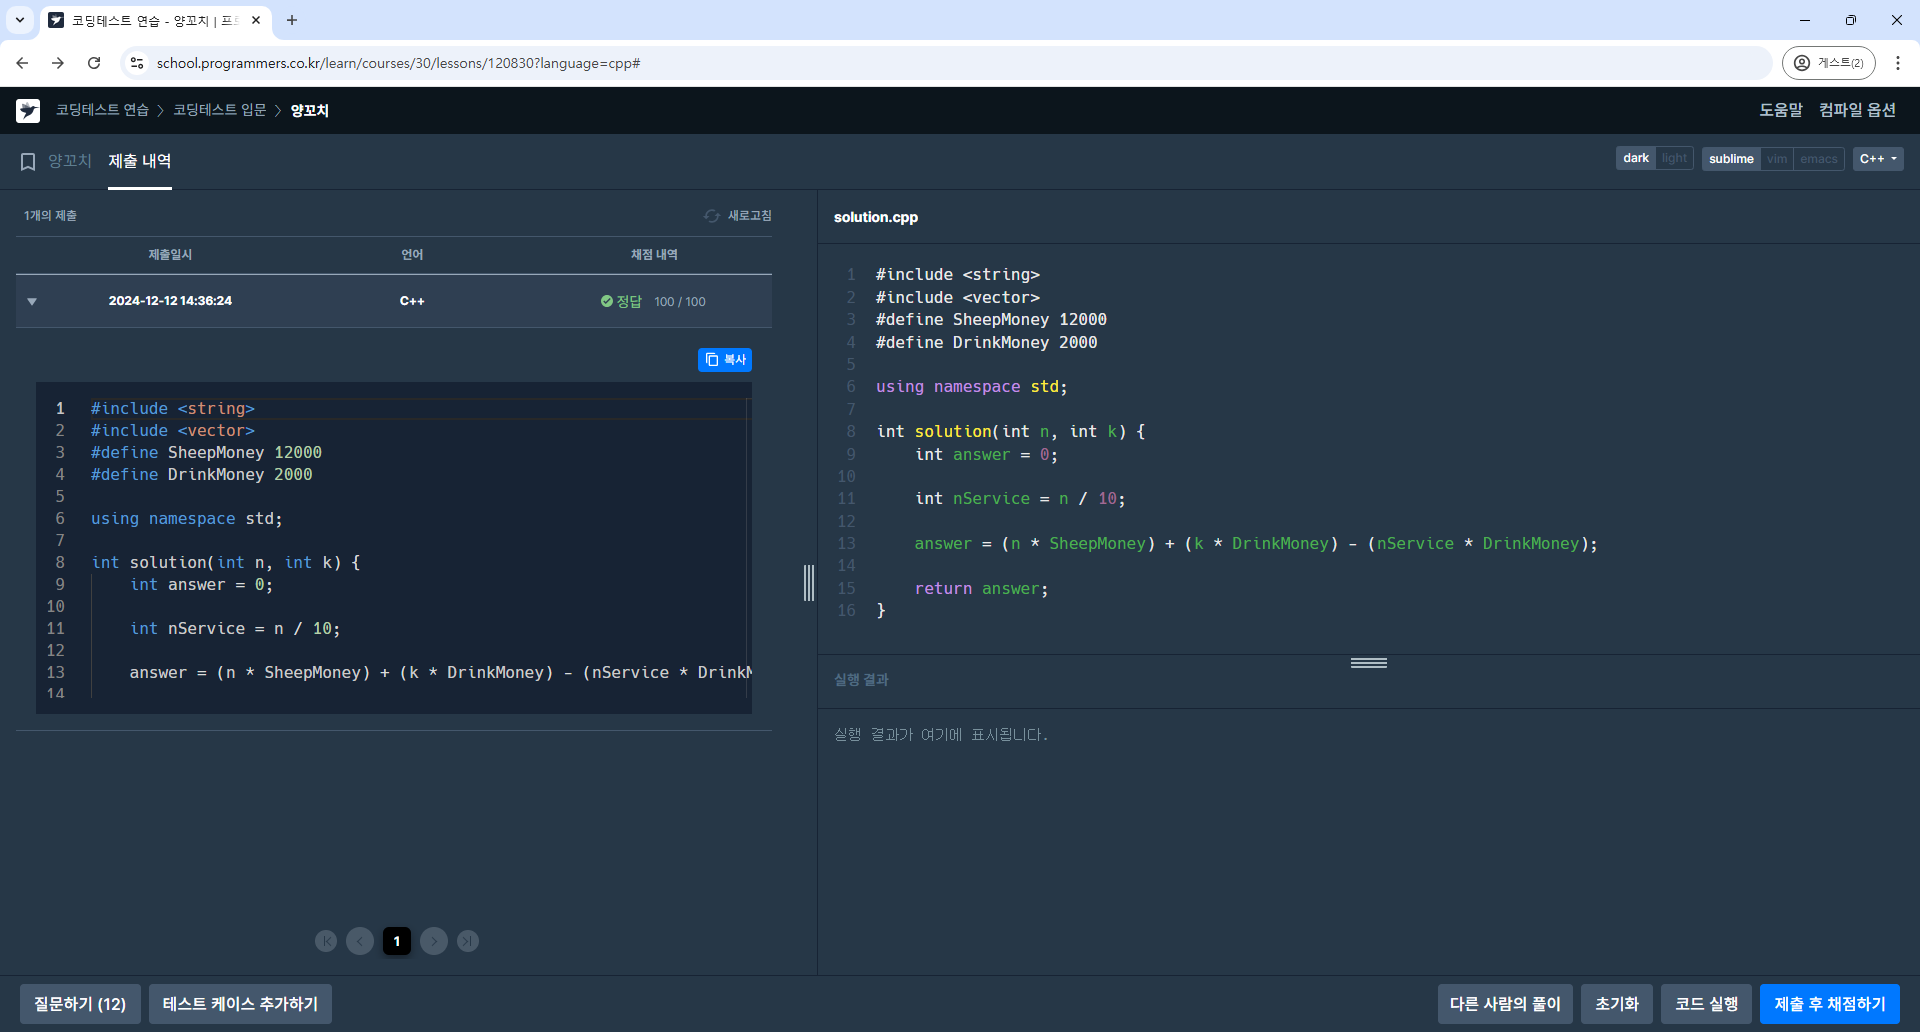 코딩테스트 연습 - 양꼬치 | 프
school.programmers.co.kr/learn/courses/30/lessons/120830?language=cpp#
게스트(2)
코딩테스트 연습 > 코딩테스트 입문 > 양꼬치
도움말 컴파일 옵션
양꼬치 제출 내역
dark light sublime vim emacs C++
1개의 제출 새로고침
제출일시 언어 채점 내역
2024-12-12 14:36:24 C++ 정답 100 / 100
복사
1 #include <string>
2 #include <vector>
3 #define SheepMoney 12000
4 #define DrinkMoney 2000
5
6 using namespace std;
7
8 int solution(int n, int k) {
9 int answer = 0;
10
11 int nService = n / 10;
12
13 answer = (n * SheepMoney) + (k * DrinkMoney) - (nService * DrinkM
14
1
solution.cpp
1 #include <string>
2 #include <vector>
3 #define SheepMoney 12000
4 #define DrinkMoney 2000
5
6 using namespace std;
7
8 int solution(int n, int k) {
9 int answer = 0;
10
11 int nService = n / 10;
12
13 answer = (n * SheepMoney) + (k * DrinkMoney) - (nService * DrinkMoney);
14
15 return answer;
16 }
실행 결과
실행 결과가 여기에 표시됩니다.
질문하기 (12) 테스트 케이스 추가하기
다른 사람의 풀이 초기화 코드 실행 제출 후 채점하기